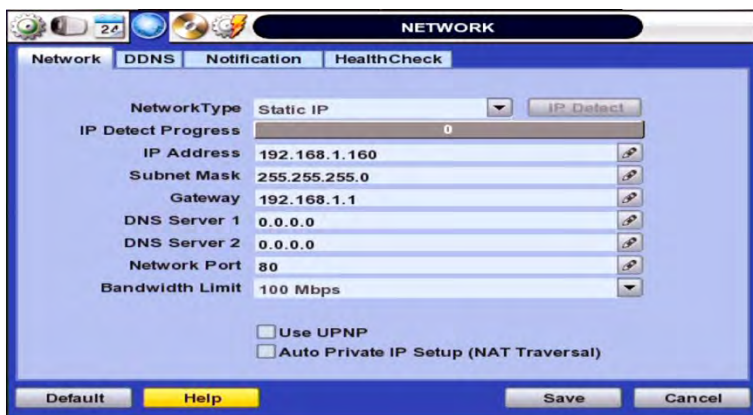 24 NETWORK
Network DDNS Notification HealthCheck
NetworkType Static IP IP Detect
IP Detect Progress 0
IP Address 192.168.1.160
Subnet Mask 255.255.255.0
Gateway 192.168.1.1
DNS Server 1 0.0.0.0
DNS Server 2 0.0.0.0
Network Port 80
Bandwidth Limit 100 Mbps
Use UPNP
Auto Private IP Setup (NAT Traversal)
Default Help Save Cancel